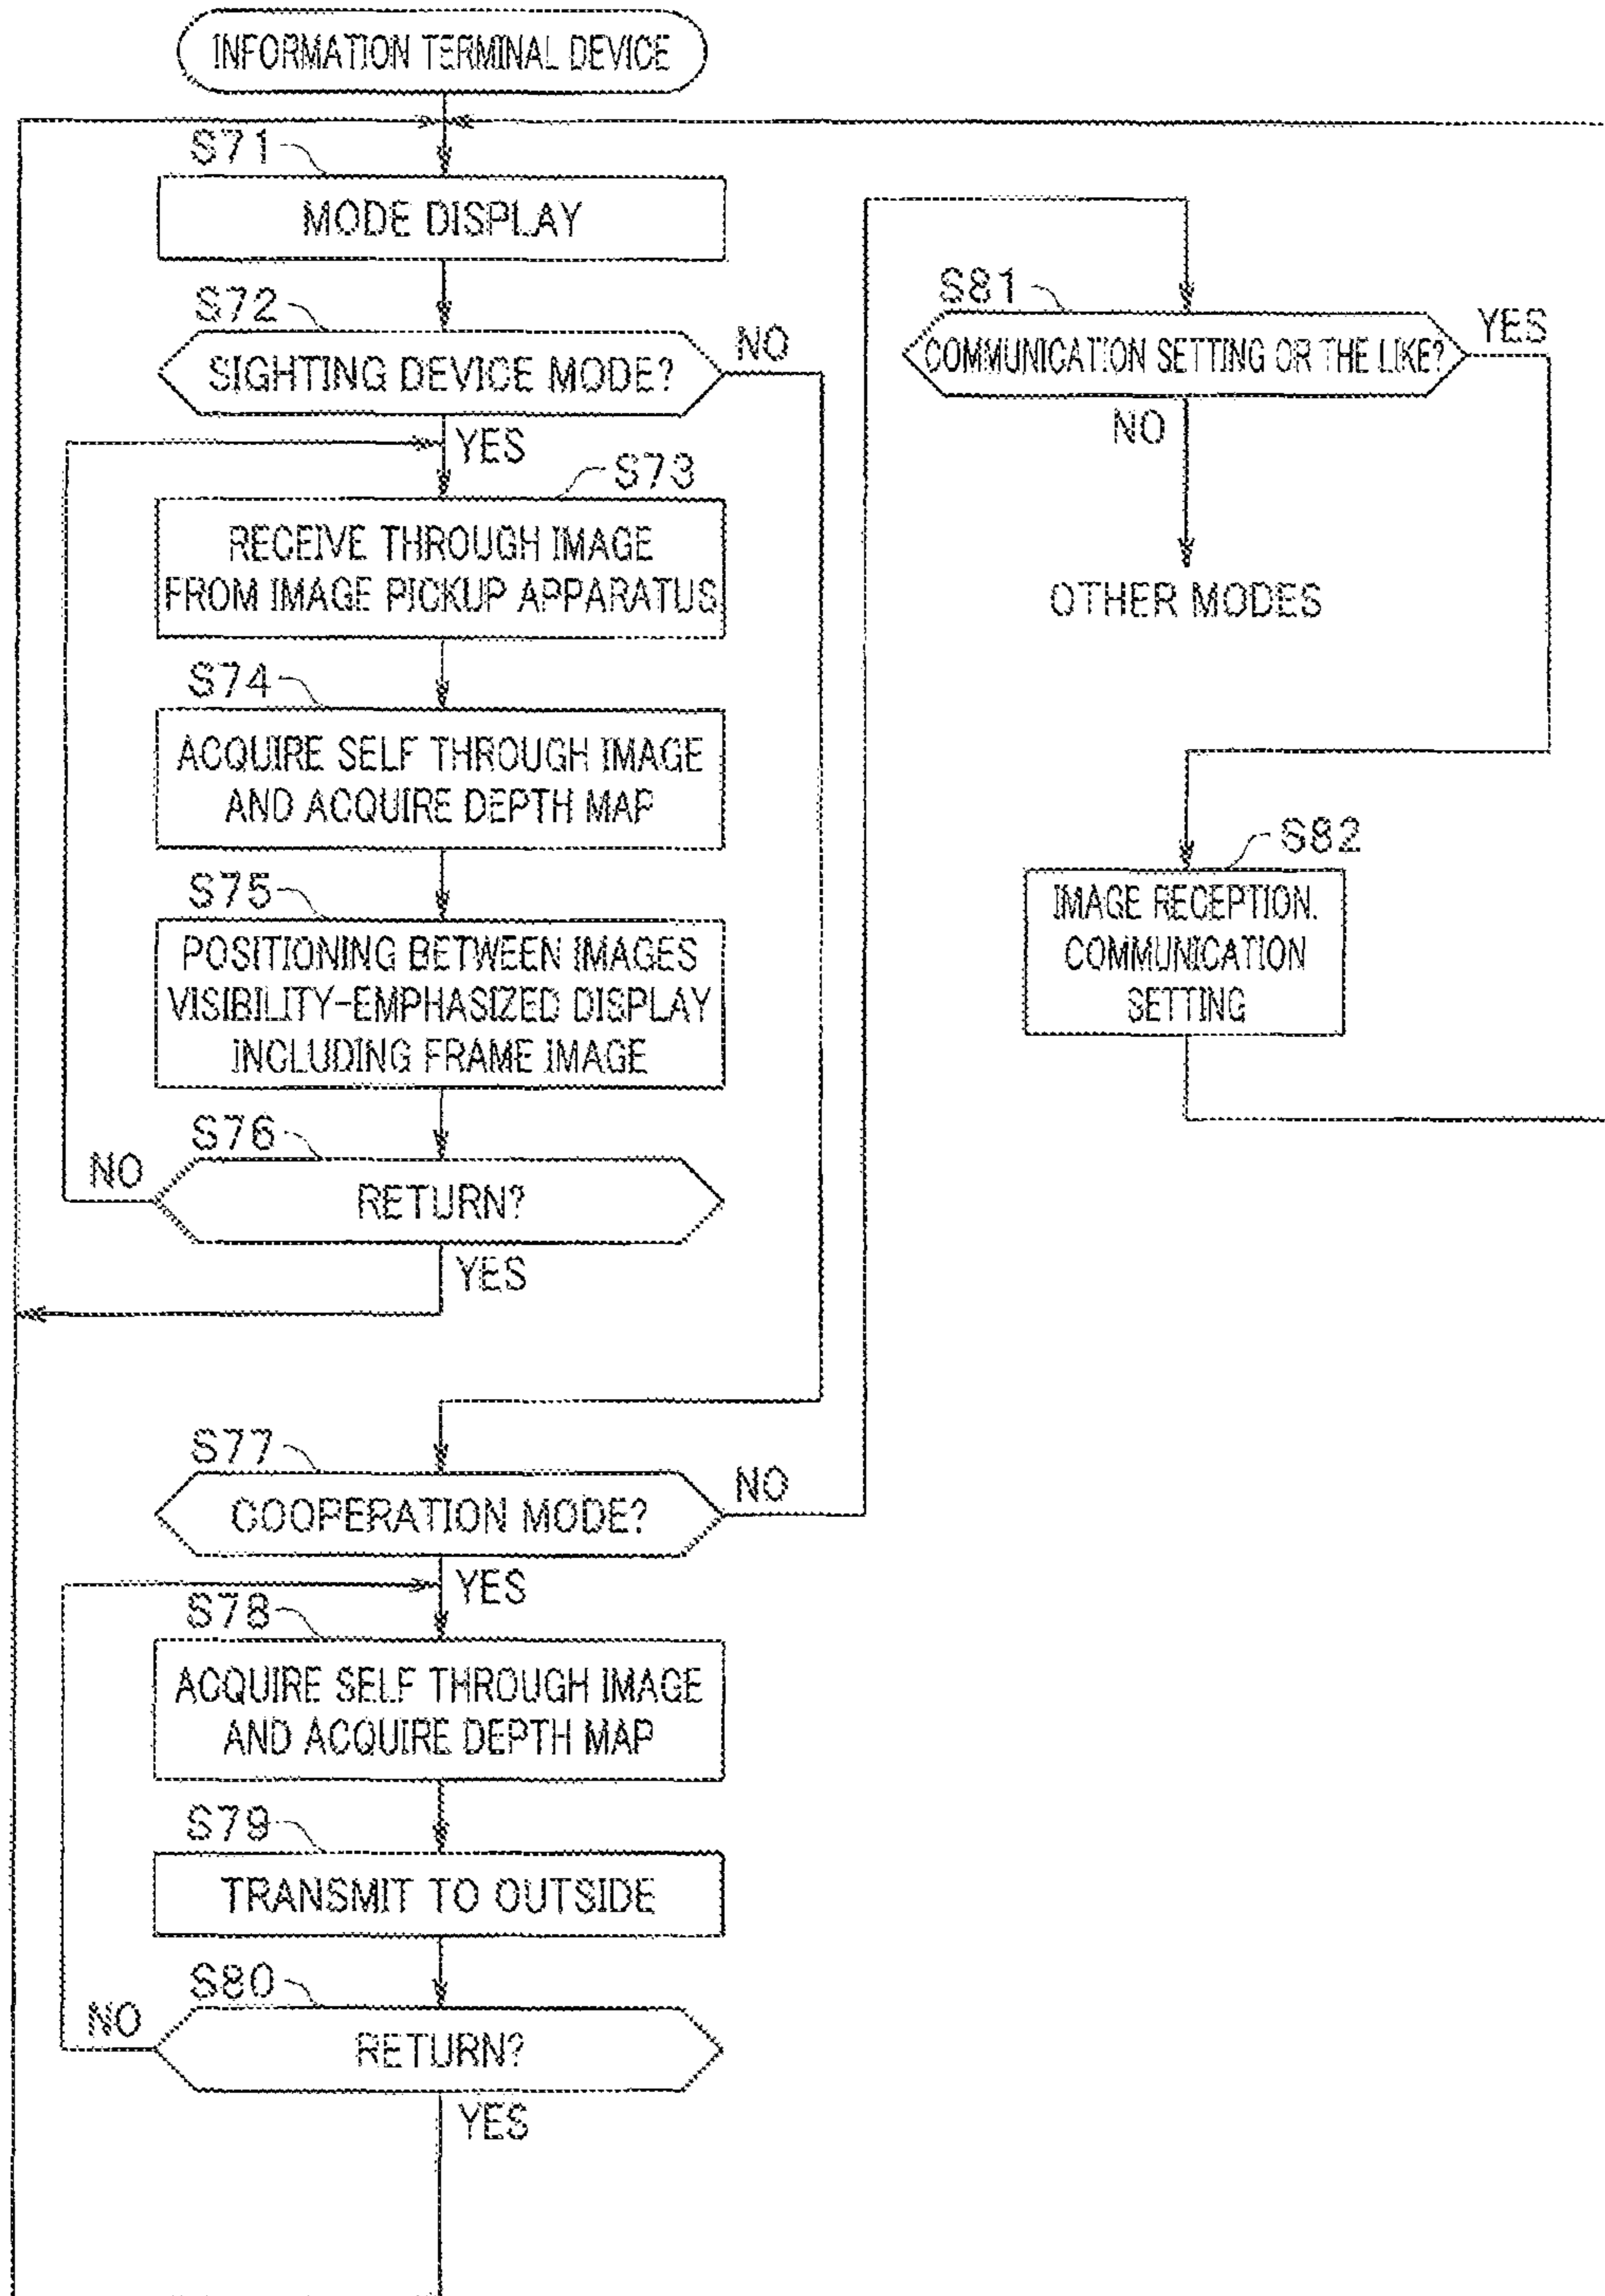 INFORMATION TERMINAL DEVICE
S71
MODE DISPLAY
S72
SIGHTING DEVICE MODE?
NO
YES
S73
RECEIVE THROUGH IMAGE
FROM IMAGE PICKUP APPARATUS
S74
ACQUIRE SELF THROUGH IMAGE
AND ACQUIRE DEPTH MAP
S75
POSITIONING BETWEEN IMAGES
VISIBILITY-EMPHASIZED DISPLAY
INCLUDING FRAME IMAGE
S76
NO
RETURN?
YES
S77
COOPERATION MODE?
NO
YES
S78
ACQUIRE SELF THROUGH IMAGE
AND ACQUIRE DEPTH MAP
S79
TRANSMIT TO OUTSIDE
S80
NO
RETURN?
YES
S81
COMMUNICATION SETTING OR THE LIKE?
YES
NO
OTHER MODES
S82
IMAGE RECEPTION.
COMMUNICATION
SETTING